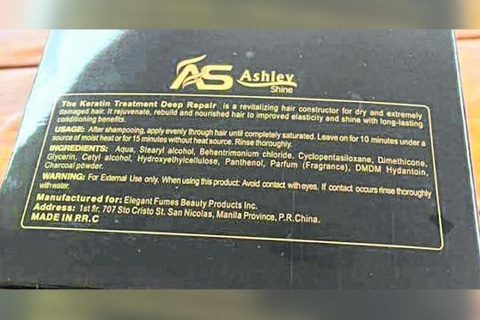 AS Ashley
Shine
The Keratin Treatment Deep Repair is a revitalizing hair constructor for dry and extremely
damaged hair. It rejuvenate, rebuild and nourished hair to improved elasticity and shine with long-lasting
conditioning benefits.
USAGE: After shampooing, apply evenly through hair until completely saturated. Leave on for 10 minutes under a
source of moist heat or for 15 minutes without heat source. Rinse thoroughly.
INGREDIENTS: Aqua, Stearyl alcohol, Behentrimonium chloride, Cyclopentasiloxane, Dimethicone,
Glycerin, Cetyl alcohol, Hydroxyethylcellulose, Panthenol, Parfum (Fragrance), DMDM Hydantoin,
Charcoal powder.
WARNING: For External Use only. When using this product: Avoid contact with eyes. If contact occurs rinse thoroughly
with water.
Manufactured for: Elegant Fumes Beauty Products Inc.
Address: 1st flr. 707 Sto Cristo St. San Nicolas, Manila Province, P.R.China.
MADE IN P.R.C